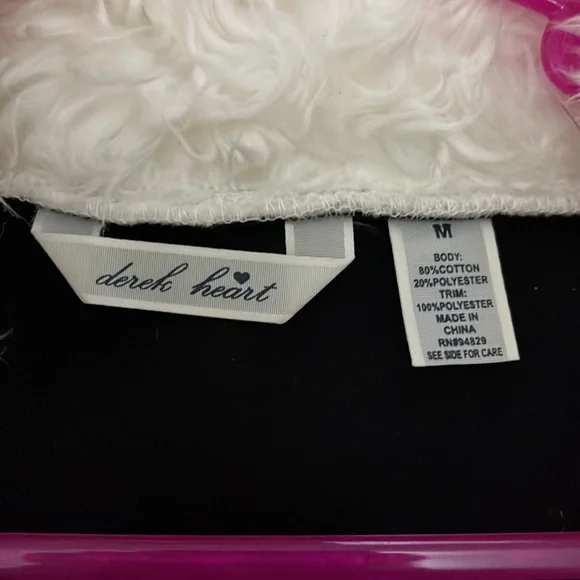 derek heart
M
BODY:
80%COTTON
20%POLYESTER
TRIM:
100%POLYESTER
MADE IN
CHINA
RN#94829
SEE SIDE FOR CARE